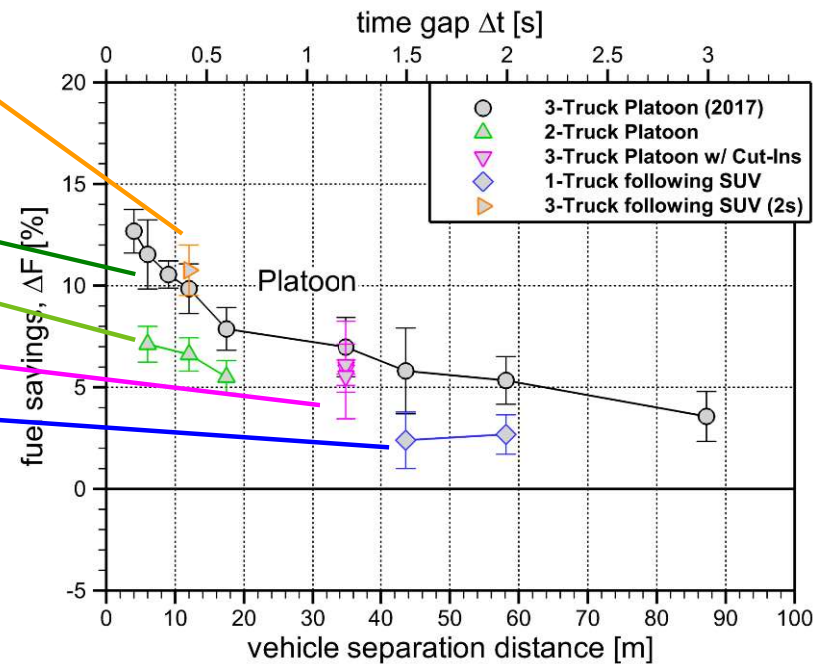 time gap Δt [s]
0 0.5 1 1.5 2 2.5 3
20
15
10
5
0
-5
fuel savings, ΔF [%]
3-Truck Platoon (2017)
2-Truck Platoon
3-Truck Platoon w/ Cut-Ins
1-Truck following SUV
3-Truck following SUV (2s)
Platoon
0 10 20 30 40 50 60 70 80 90 100
vehicle separation distance [m]